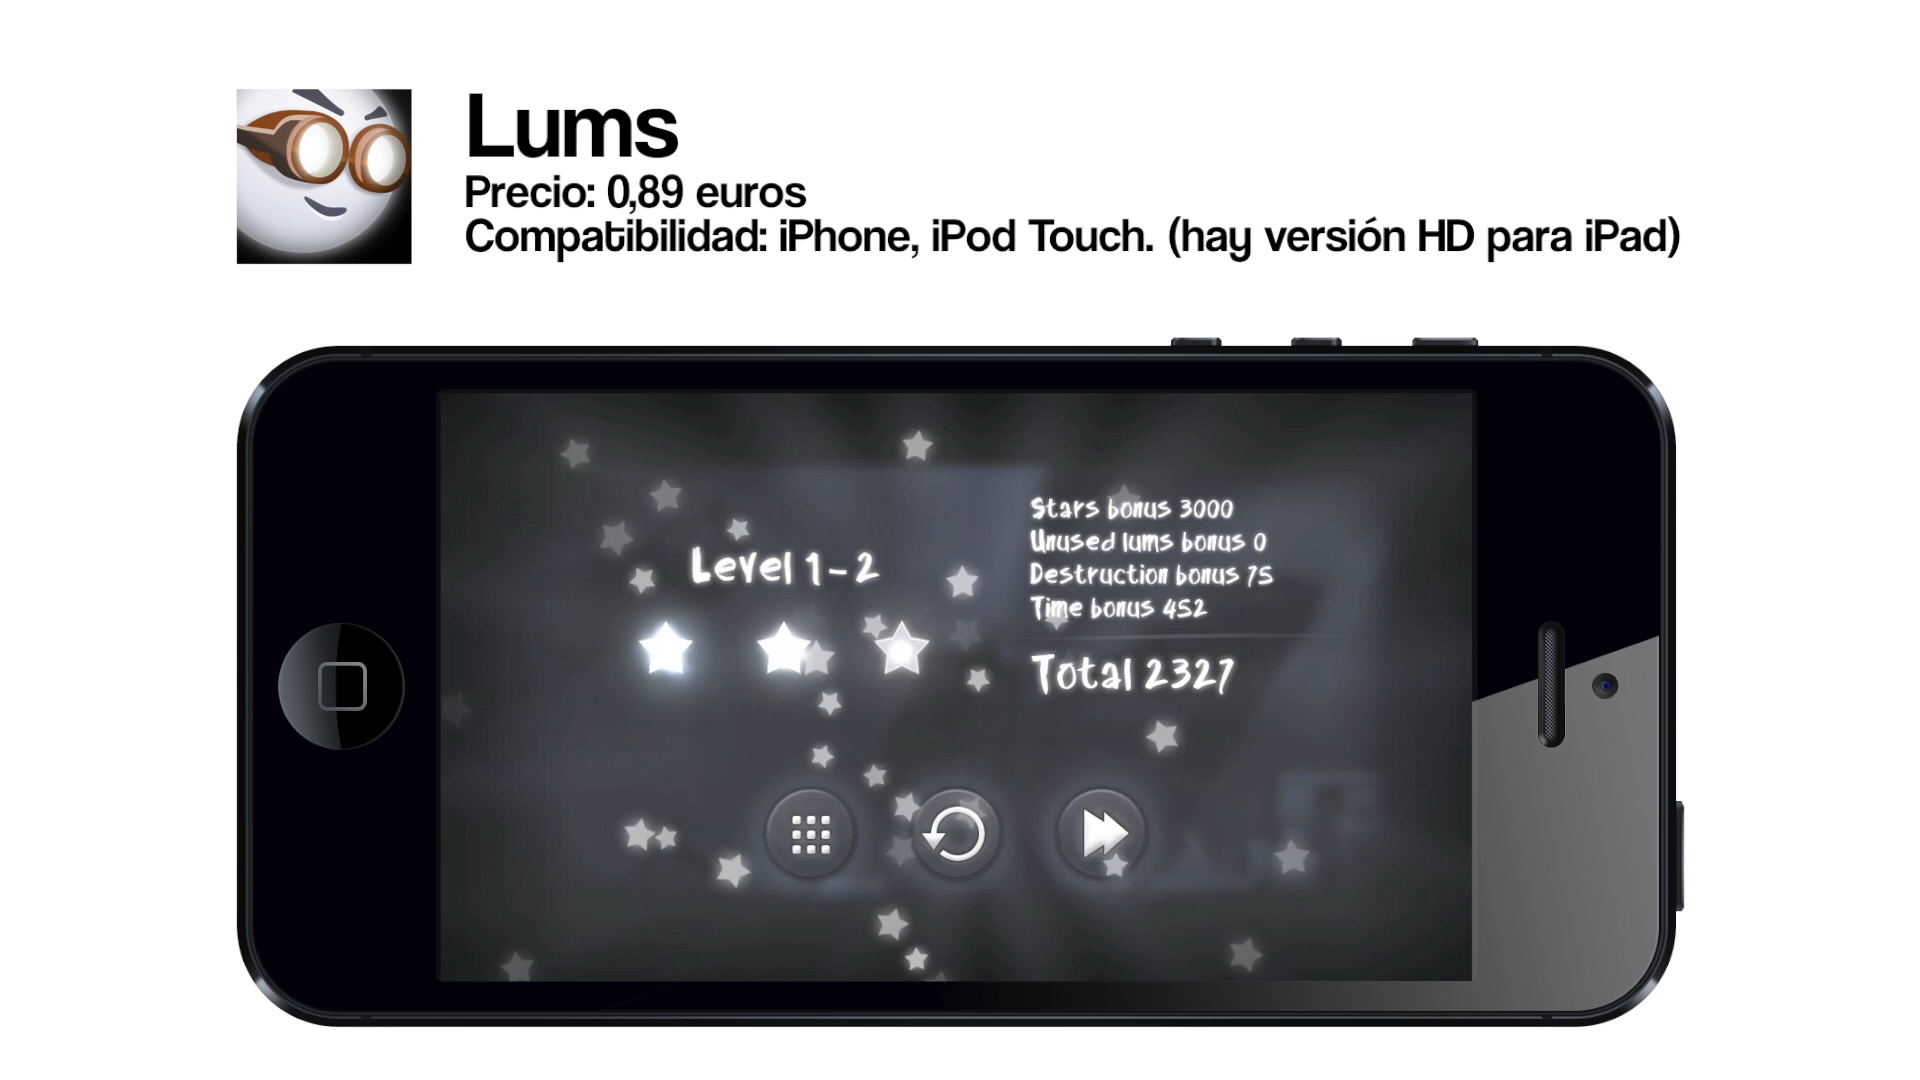 Lums
Precio: 0,89 euros
Compatibilidad: iPhone, iPod Touch. (hay versión HD para iPad)
Level 1-2
Stars bonus 3000
Unused lums bonus 0
Destruction bonus 75
Time bonus 452
Total 2327